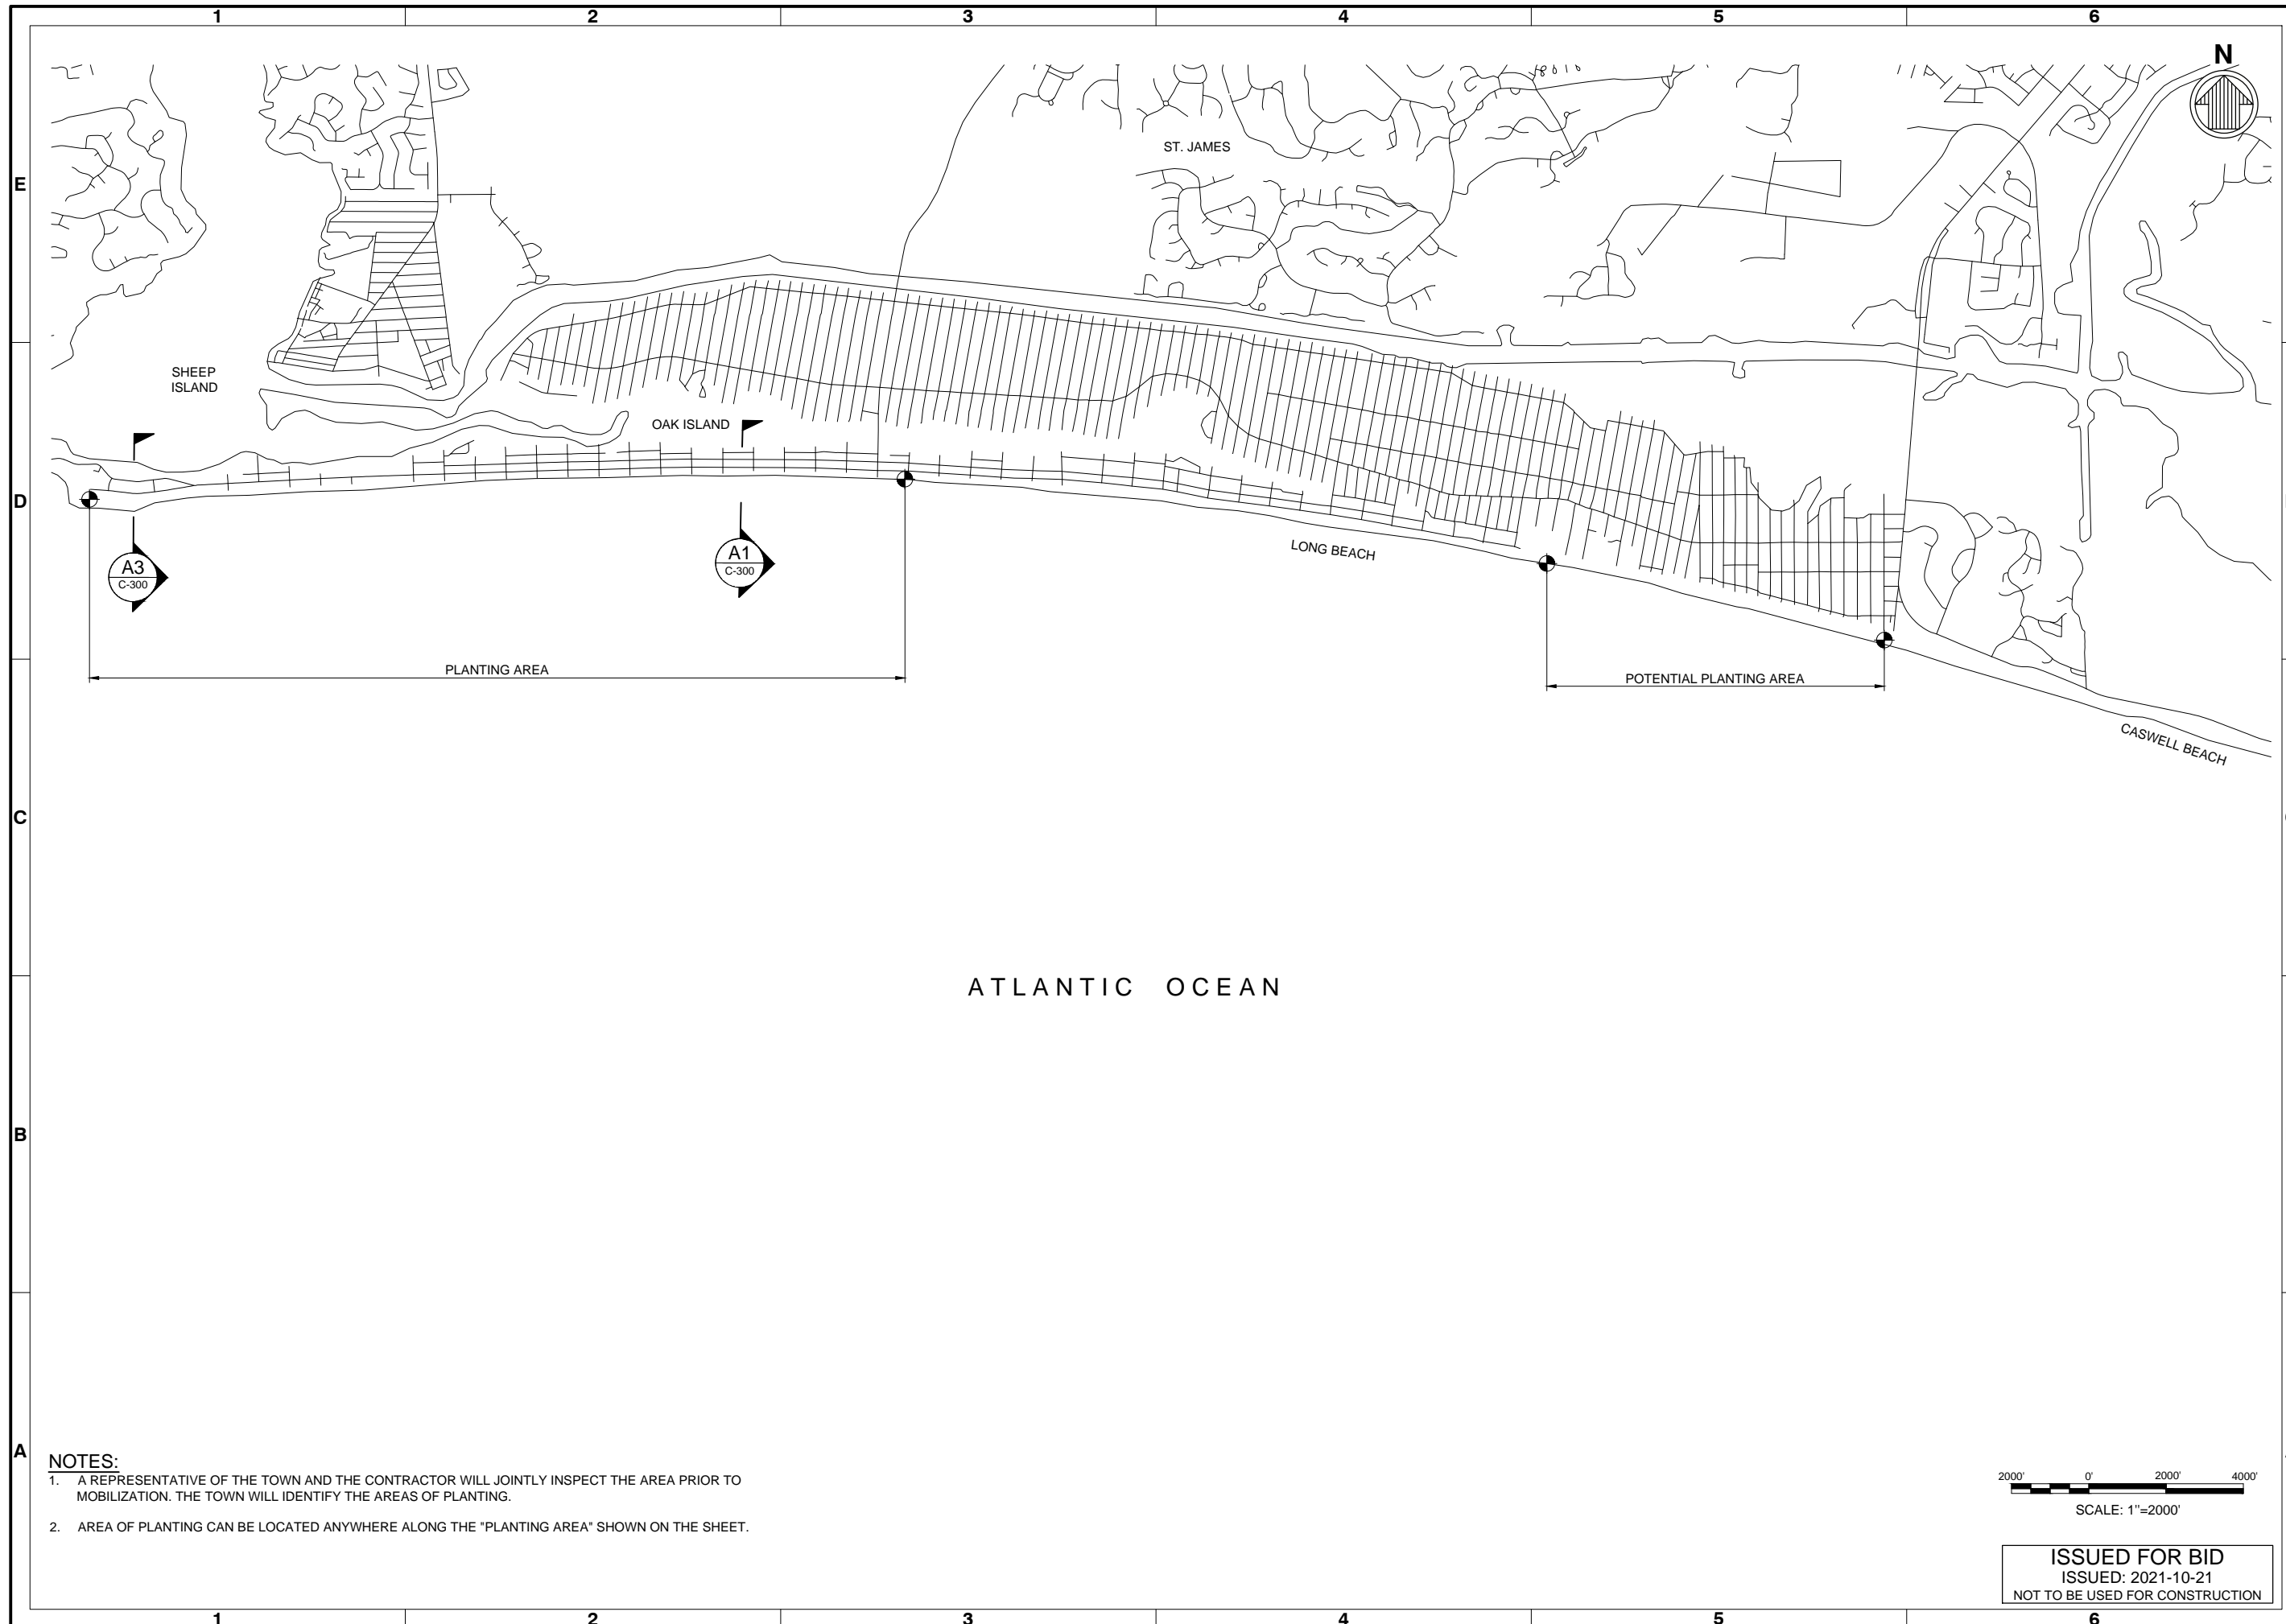 1 2 3 4 5 6
N
ST. JAMES
E
SHEEP
ISLAND
OAK ISLAND
D
LONG BEACH
A3
C-300
A1
C-300
PLANTING AREA
POTENTIAL PLANTING AREA
CASWELL BEACH
C
ATLANTIC OCEAN
B
A
NOTES:
1. A REPRESENTATIVE OF THE TOWN AND THE CONTRACTOR WILL JOINTLY INSPECT THE AREA PRIOR TO
MOBILIZATION. THE TOWN WILL IDENTIFY THE AREAS OF PLANTING.
2. AREA OF PLANTING CAN BE LOCATED ANYWHERE ALONG THE "PLANTING AREA" SHOWN ON THE SHEET.
2000' 0' 2000' 4000'
SCALE: 1"=2000'
ISSUED FOR BID
ISSUED: 2021-10-21
NOT TO BE USED FOR CONSTRUCTION
1 2 3 4 5 6